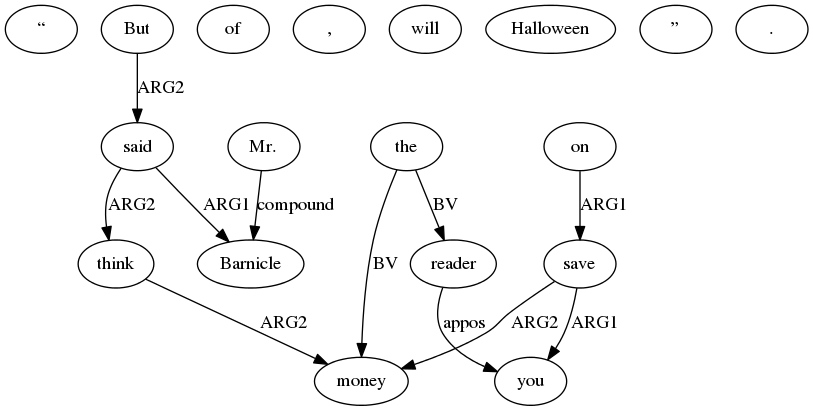 “ But of , will Halloween ” .
ARG2
said Mr. the on
ARG2 ARG1 compound BV BV ARG1
think Barnicle reader save
ARG2 appos ARG2 ARG1
money you